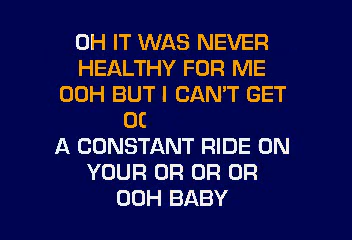 OH IT WAS NEVER
HEALTHY FOR ME
OOH BUT I CAN'T GET
A CONSTANT RIDE ON
YOUR OR OR OR
OOH BABY